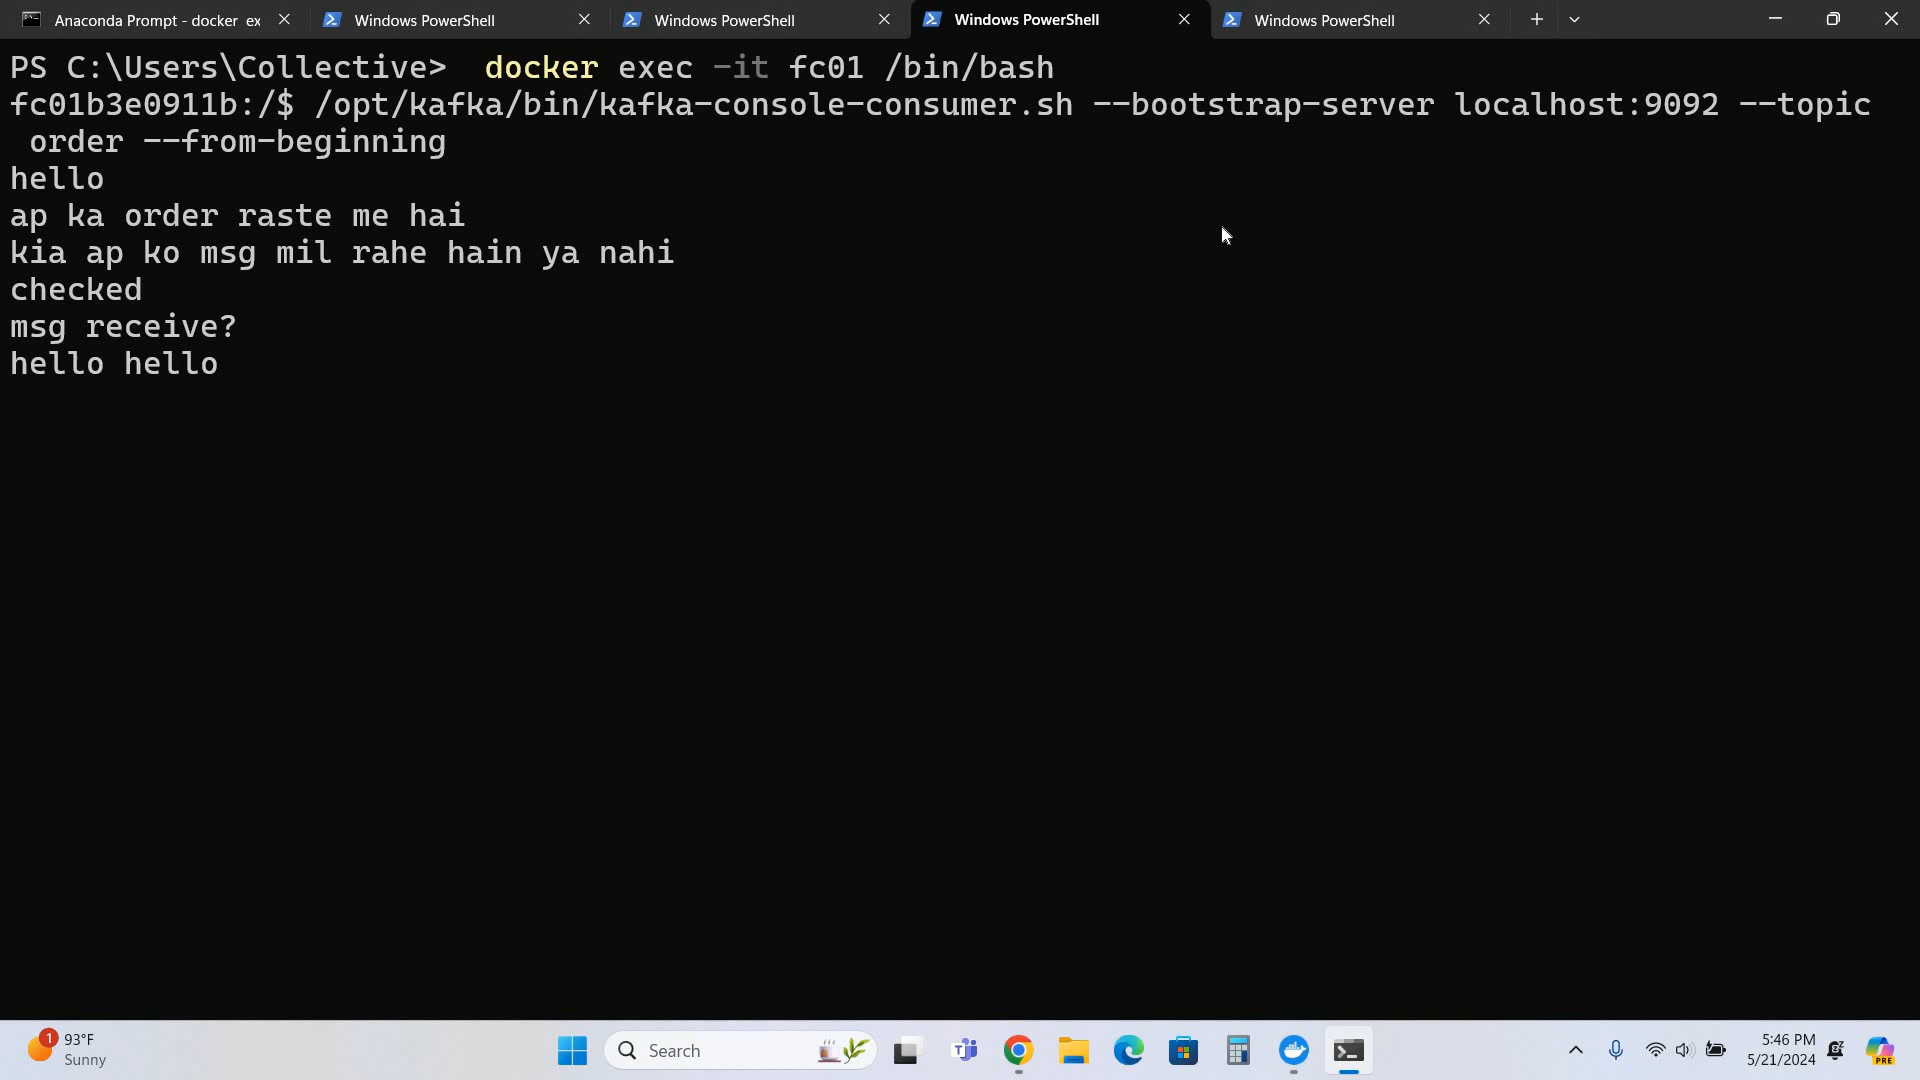 Anaconda Prompt - docker ex
Windows PowerShell
Windows PowerShell
Windows PowerShell
Windows PowerShell
PS C:\Users\Collective>  docker exec -it fc01 /bin/bash
fc01b3e0911b:/$ /opt/kafka/bin/kafka-console-consumer.sh --bootstrap-server localhost:9092 --topic
order --from-beginning
hello
ap ka order raste me hai
kia ap ko msg mil rahe hain ya nahi
checked
msg receive?
hello hello
1
93°F
Sunny
Search
T
PRE
5:46 PM
5/21/2024